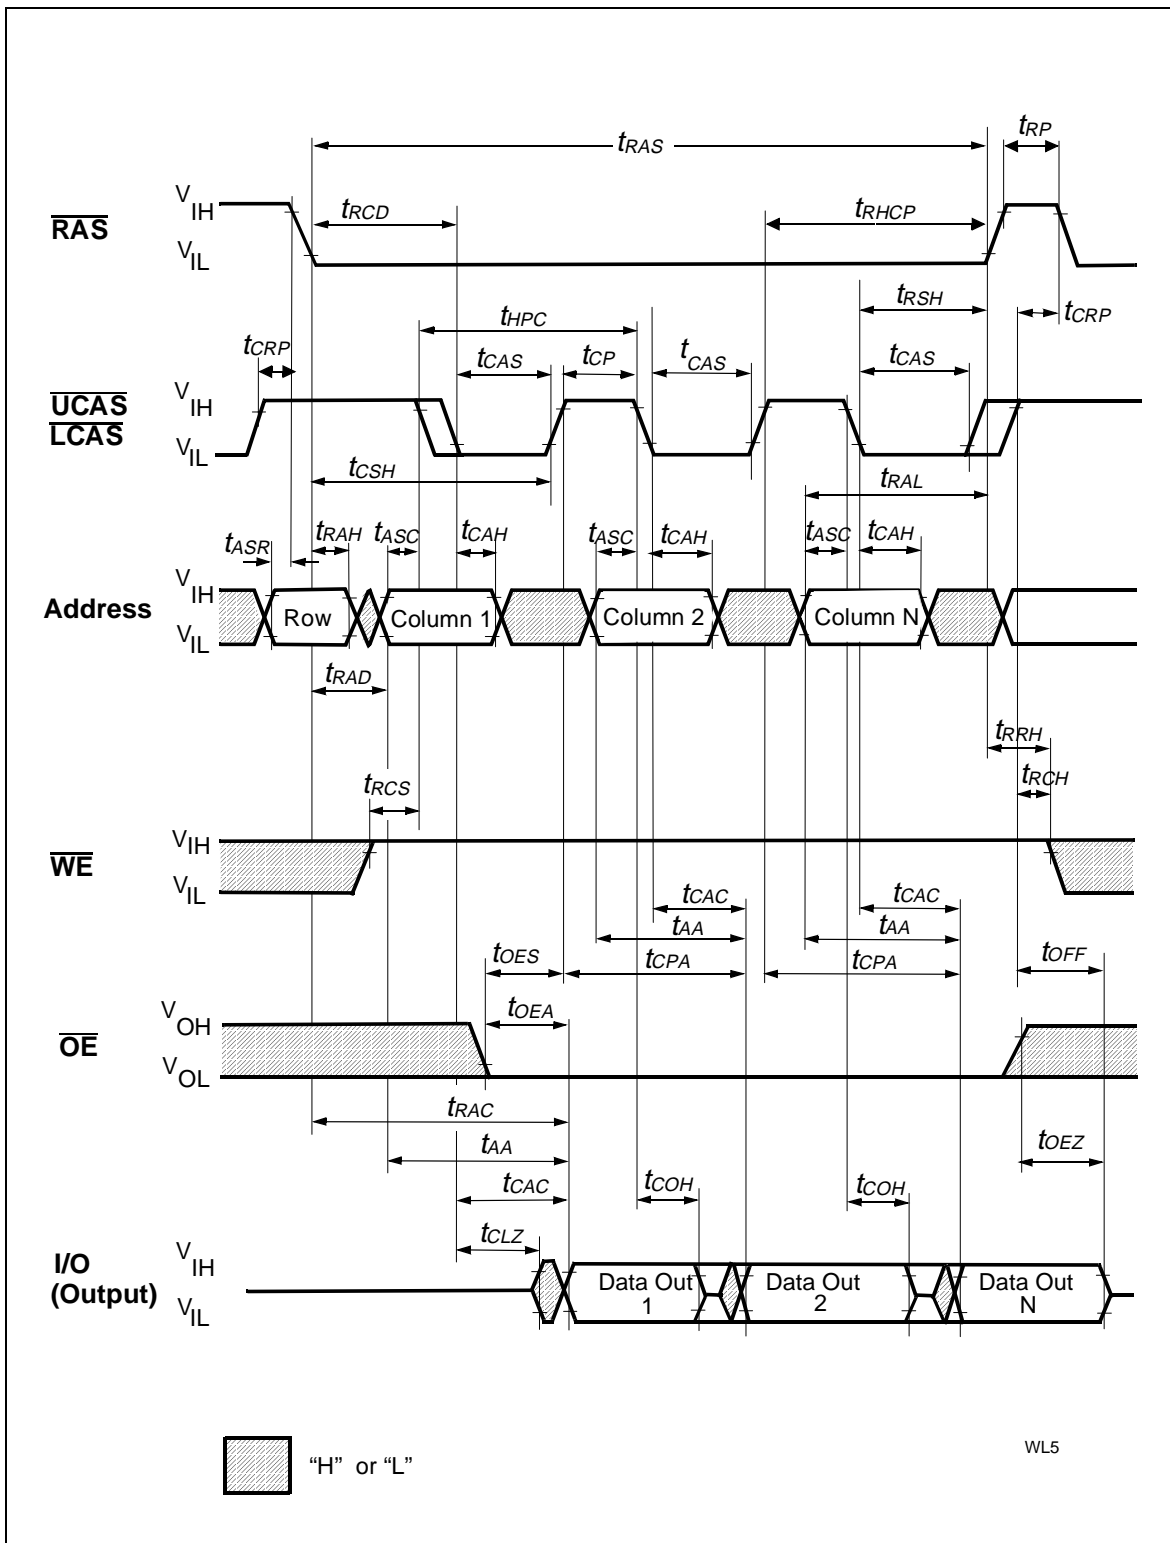 tRAS
tRP
RAS
VIH
VIL
tRCD
tRHCP
tRSH
tCRP
tHPC
tCRP
tCAS
tCP
tCAS
tCAS
UCAS
LCAS
VIH
VIL
tCSH
tRAL
tASR
tRAH
tASC
tCAH
tASC
tCAH
tASC
tCAH
Address
VIH
VIL
Row
Column 1
Column 2
Column N
tRAD
tRRH
tRCS
tRCH
WE
VIH
VIL
tCAC
tCAC
tAA
tAA
tOES
tCPA
tCPA
tOFF
tOEA
OE
VOH
VOL
tRAC
tAA
tOEZ
tCAC
tCOH
tCOH
tCLZ
I/O
(Output)
VIH
VIL
Data Out
1
Data Out
2
Data Out
N
"H" or "L"
WL5